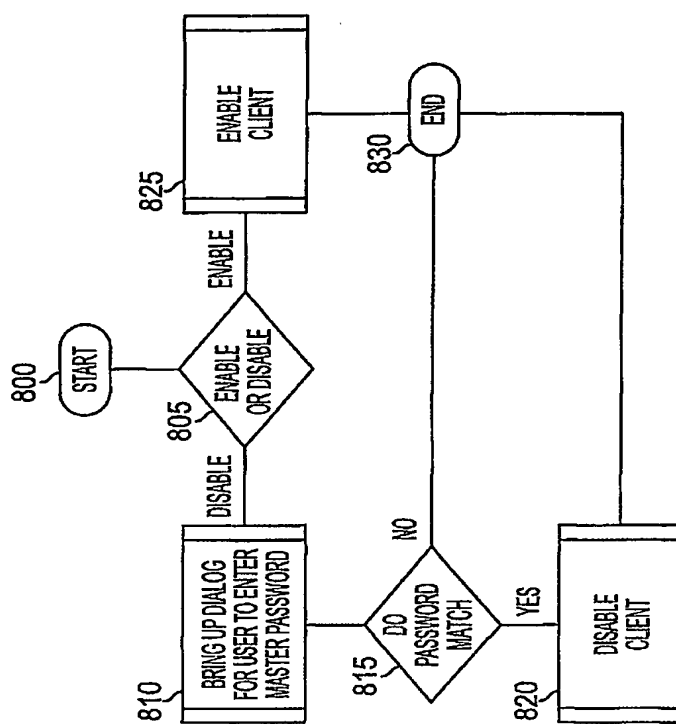 800
START
805
ENABLE
OR DISABLE
DISABLE
ENABLE
810
BRING UP DIALOG
FOR USER TO ENTER
MASTER PASSWORD
825
ENABLE
CLIENT
815
DO
PASSWORD
MATCH
NO
830
END
YES
820
DISABLE
CLIENT